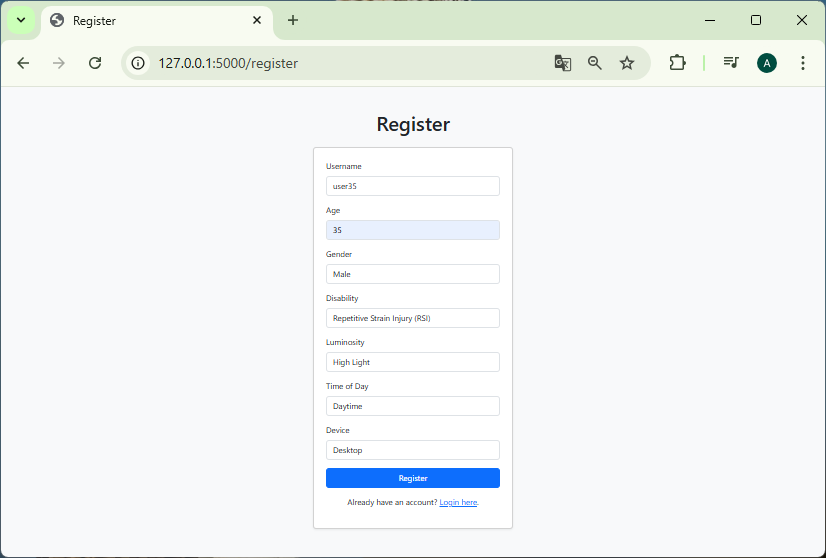 Register
127.0.0.1:5000/register
A
Register
Username
user35
Age
35
Gender
Male
Disability
Repetitive Strain Injury (RSI)
Luminosity
High Light
Time of Day
Daytime
Device
Desktop
Register
Already have an account? Login here.